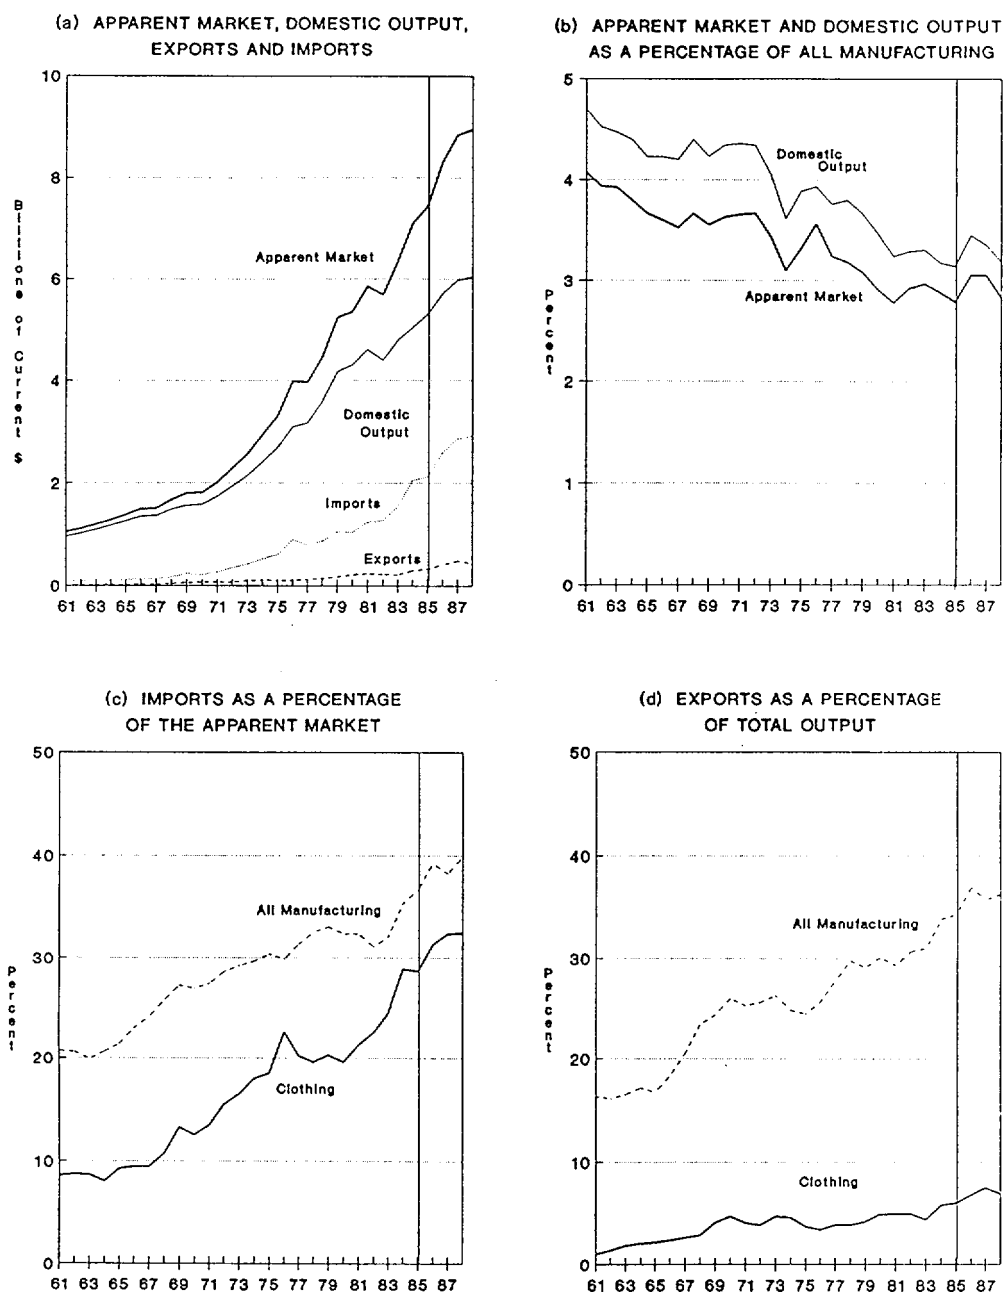 (a) APPARENT MARKET, DOMESTIC OUTPUT,
EXPORTS AND IMPORTS
10
8
6
4
2
0
Billions of Current $
Apparent Market
Domestic
Output
Imports
Exports
61 63 65 67 69 71 73 75 77 79 81 83 85 87
(b) APPARENT MARKET AND DOMESTIC OUTPUT
AS A PERCENTAGE OF ALL MANUFACTURING
5
4
3
2
1
0
Percent
Domestic
Output
Apparent Market
61 63 65 67 69 71 73 75 77 79 81 83 85 87
(c) IMPORTS AS A PERCENTAGE
OF THE APPARENT MARKET
50
40
30
20
10
0
Percent
All Manufacturing
Clothing
61 63 65 67 69 71 73 75 77 79 81 83 85 87
(d) EXPORTS AS A PERCENTAGE
OF TOTAL OUTPUT
50
40
30
20
10
0
Percent
All Manufacturing
Clothing
61 63 65 67 69 71 73 75 77 79 81 83 85 87